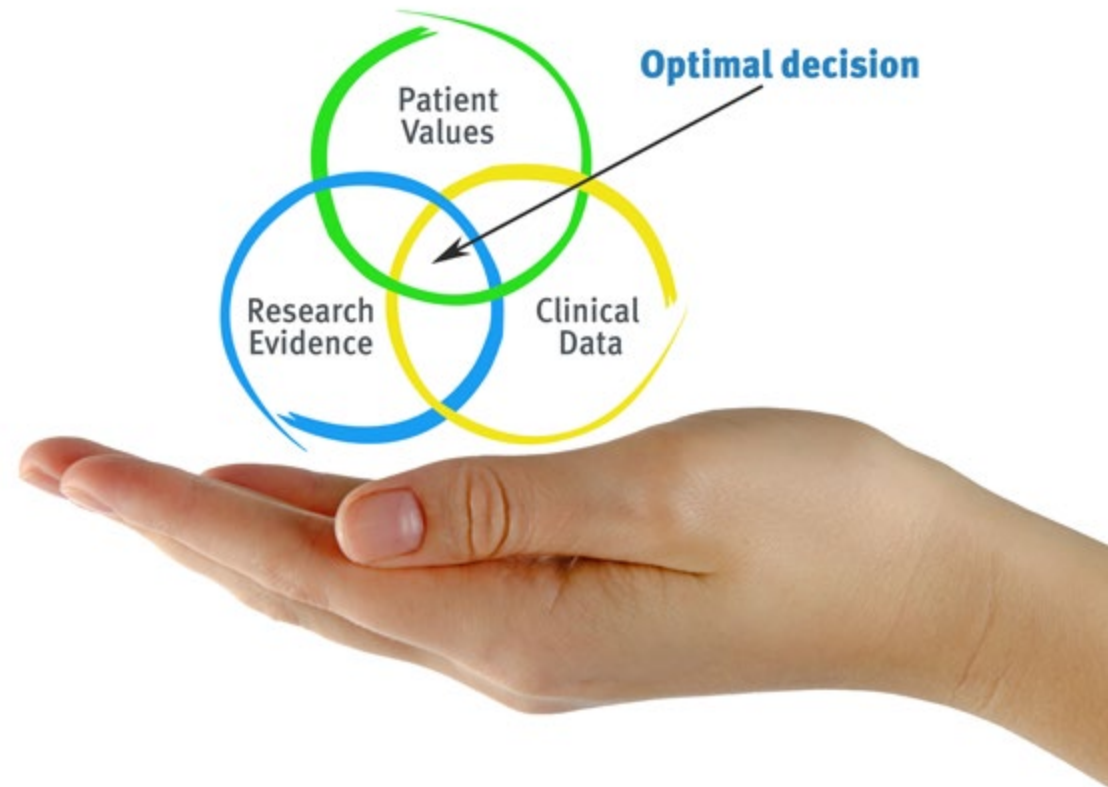 Optimal decision
Patient
Values
Research
Evidence
Clinical
Data